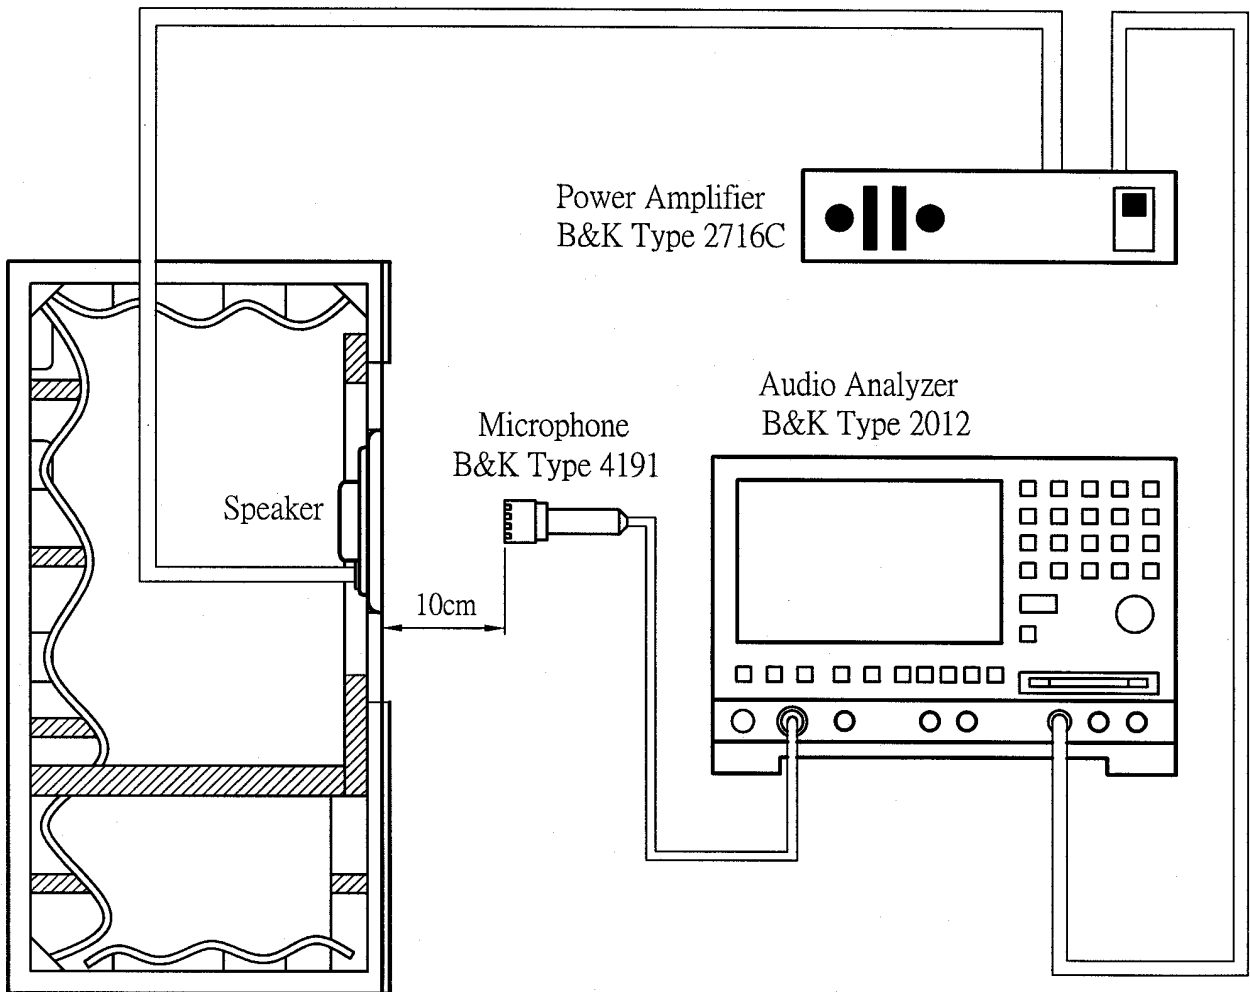 Power Amplifier
B&K Type 2716C
Audio Analyzer
B&K Type 2012
Microphone
B&K Type 4191
Speaker
10cm